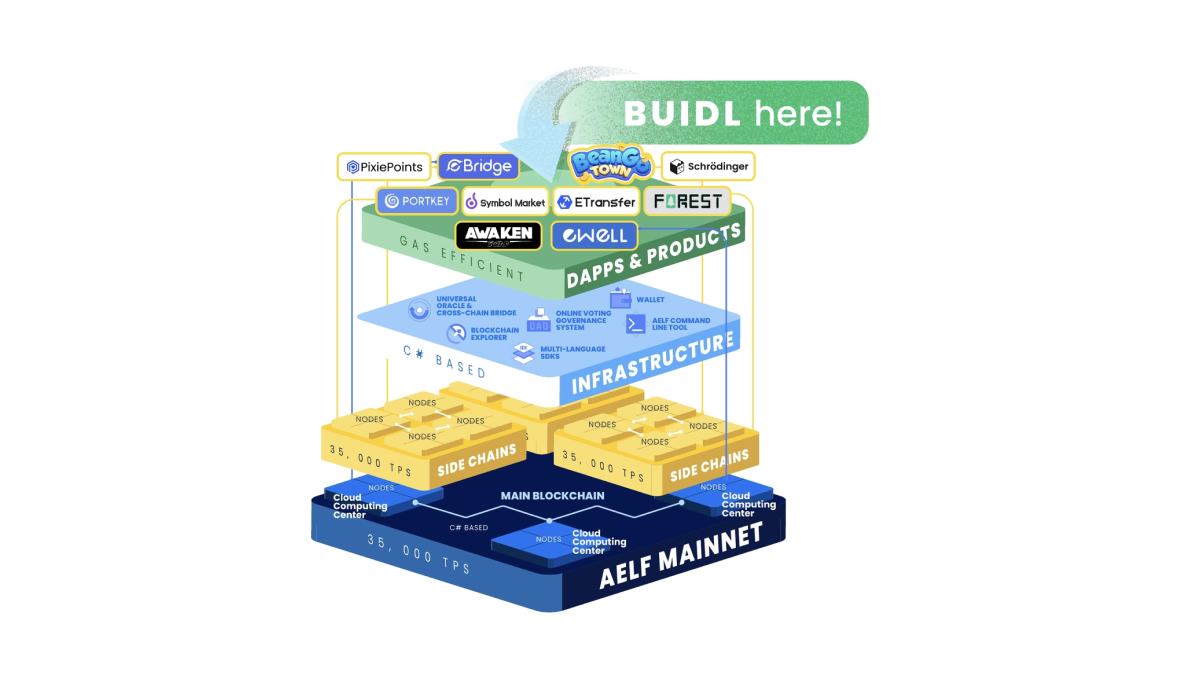 BUIDL here!
PixiePoints
eBridge
BeanGo
TOWN
Schrödinger
PORTKEY
Symbol Market
ETransfer
FOREST
AWAKEN
eWELL
GAS EFFICIENT
DAPPS & PRODUCTS
UNIVERSAL
ORACLE &
CROSS-CHAIN BRIDGE
WALLET
ONLINE VOTING
GOVERNANCE
SYSTEM
DAO
AELF COMMAND
LINE TOOL
BLOCKCHAIN
EXPLORER
MULTI-LANGUAGE
SDKS
C# BASED
INFRASTRUCTURE
NODES
NODES
NODES
NODES
NODES
NODES
NODES
NODES
35, 000 TPS
SIDE CHAINS
S
35, 000 TPS
SIDE CHAINS
NODES
Cloud
Computing
Center
MAIN BLOCKCHAIN
NODES
Cloud
Computing
Center
C# BASED
NODES
Cloud
Computing
Center
35, 000 TPS
AELF MAINNET